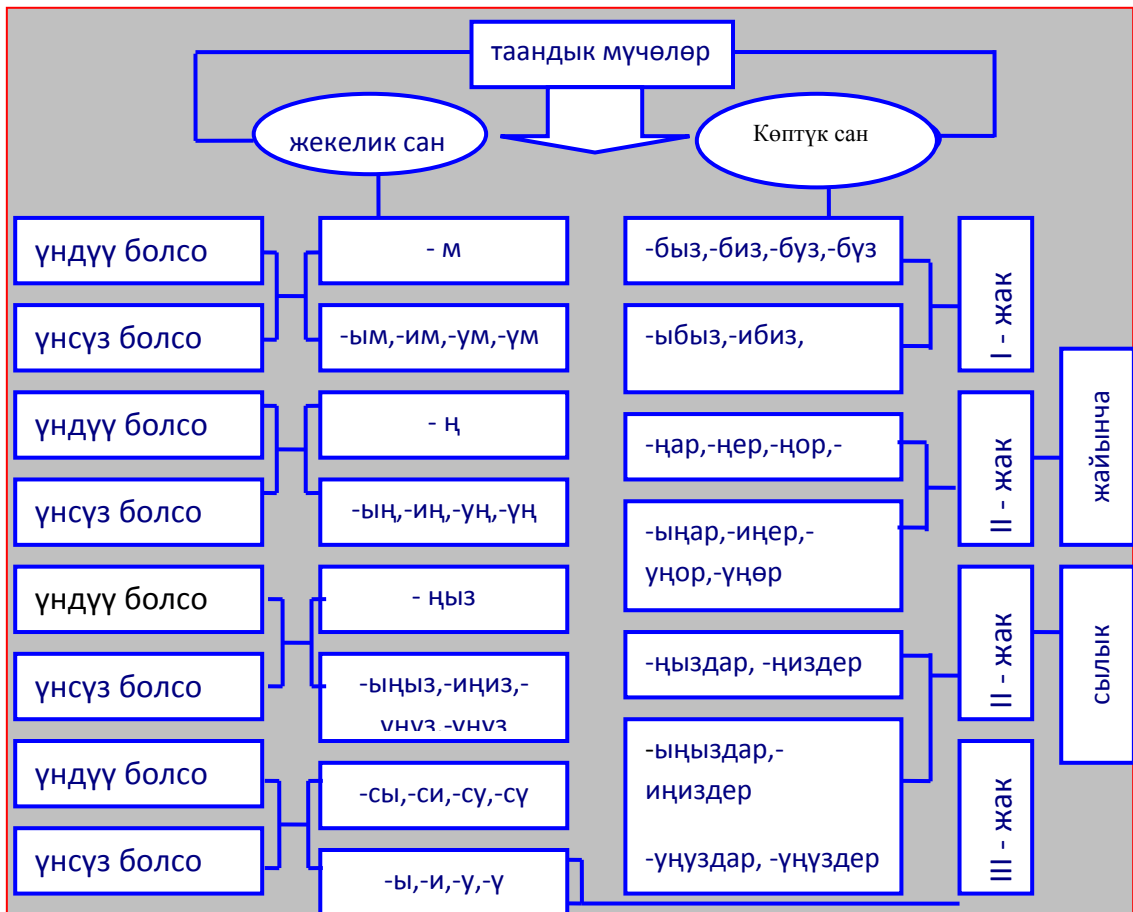 таандык мүчөлөр
жекелик сан
Көптүк сан
үндүү болсо
- м
-быз,-биз,-буз,-бүз
I - жак
үнсүз болсо
-ым,-им,-ум,-үм
-ыбыз,-ибиз,
жайынча
үндүү болсо
- ң
-ңар,-ңер,-ңор,-
II - жак
үнсүз болсо
-ың,-иң,-уң,-үң
-ыңар,-иңер,-
уңор,-үңөр
үндүү болсо
- ңыз
-ңыздар, -ңиздер
II - жак
сылык
үнсүз болсо
-ыңыз,-иңиз,-
уңуз,-үңүз
-ыңыздар,-
иңиздер
-уңуздар, -үңүздер
үндүү болсо
-сы,-си,-су,-сү
III - жак
үнсүз болсо
-ы,-и,-у,-ү